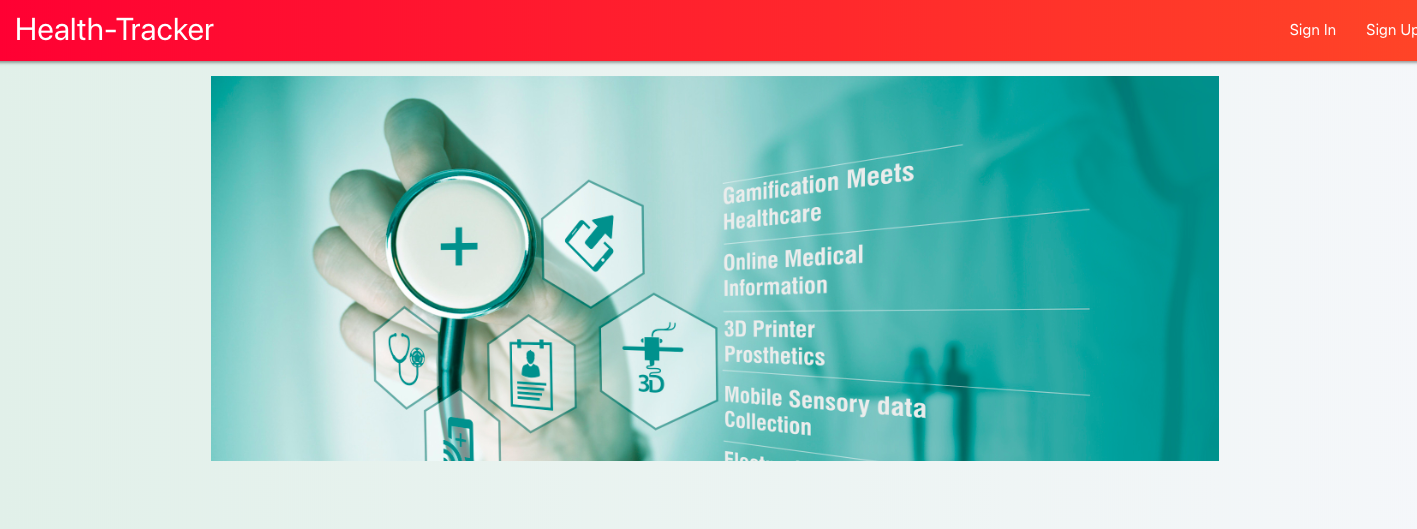 Health-Tracker
Sign In
Sign Up
+
Gamification Meets
Healthcare
Online Medical
Information
3D Printer
Prosthetics
Mobile Sensory data
Collection
3D